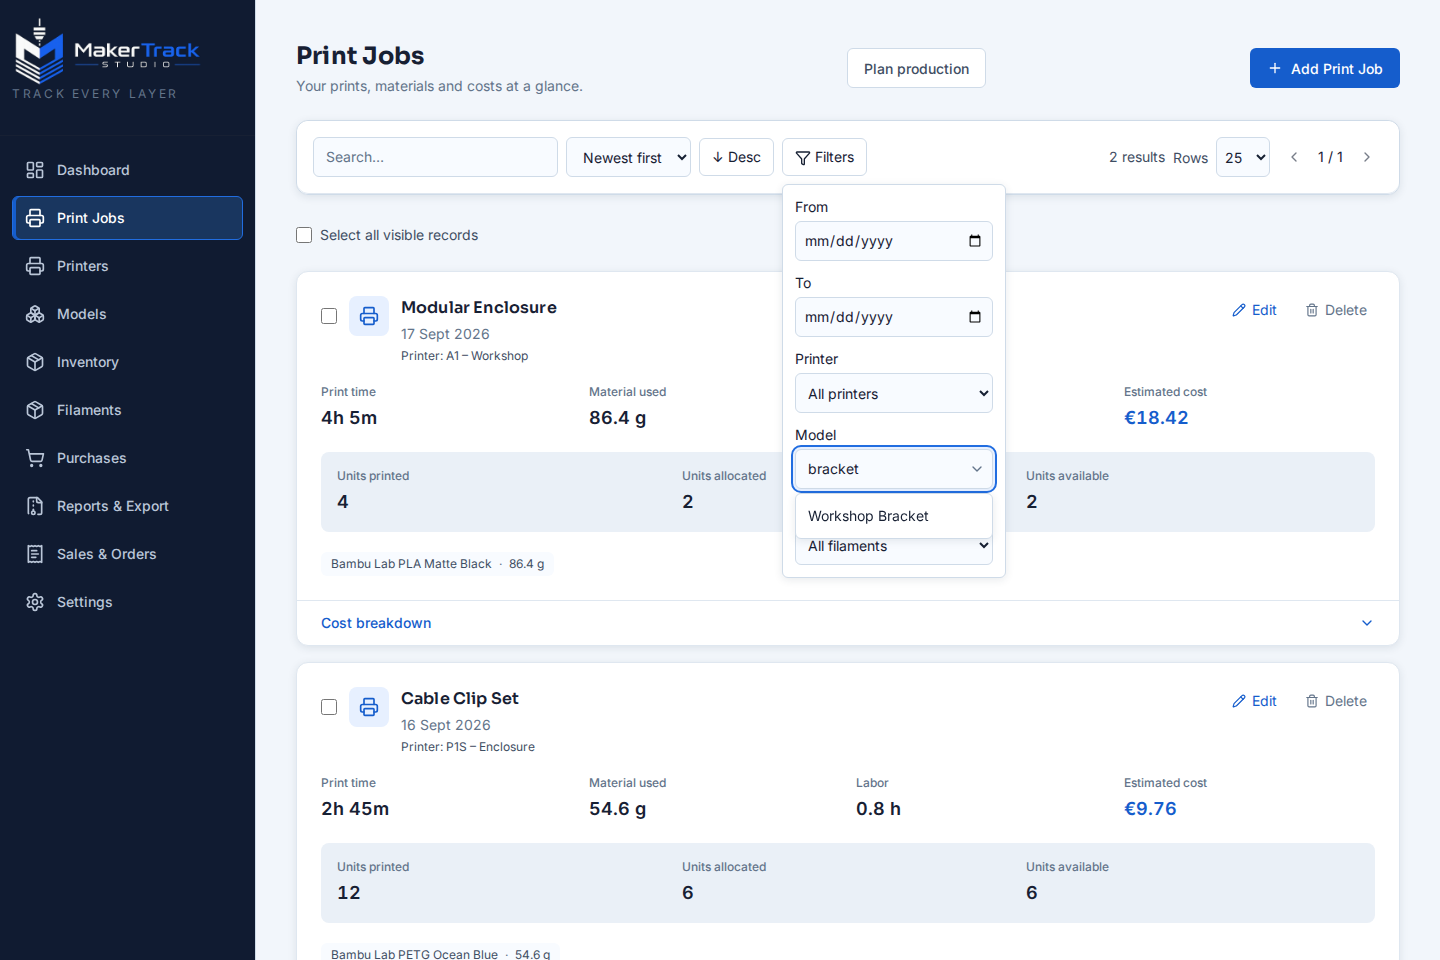 MakerTrack
STUDIO
TRACK EVERY LAYER
Dashboard
Print Jobs
Printers
Models
Inventory
Filaments
Purchases
Reports & Export
Sales & Orders
Settings
Print Jobs
Your prints, materials and costs at a glance.
Plan production
+ Add Print Job
Search...
Newest first
↓ Desc
Filters
2 results
Rows
25
1 / 1
From
mm/dd/yyyy
To
mm/dd/yyyy
Printer
All printers
Model
bracket
Workshop Bracket
All filaments
Select all visible records
Modular Enclosure
17 Sept 2026
Printer: A1 – Workshop
Edit
Delete
Print time
4h 5m
Material used
86.4 g
Estimated cost
€18.42
Units printed
4
Units allocated
2
Units available
2
Bambu Lab PLA Matte Black · 86.4 g
Cost breakdown
Cable Clip Set
16 Sept 2026
Printer: P1S – Enclosure
Edit
Delete
Print time
2h 45m
Material used
54.6 g
Labor
0.8 h
Estimated cost
€9.76
Units printed
12
Units allocated
6
Units available
6
Bambu Lab PETG Ocean Blue · 54.6 g